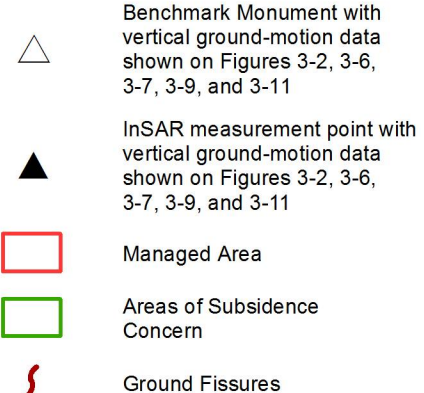 Benchmark Monument with
vertical ground-motion data
shown on Figures 3-2, 3-6,
3-7, 3-9, and 3-11
InSAR measurement point with
vertical ground-motion data
shown on Figures 3-2, 3-6,
3-7, 3-9, and 3-11
Managed Area
Areas of Subsidence
Concern
Ground Fissures